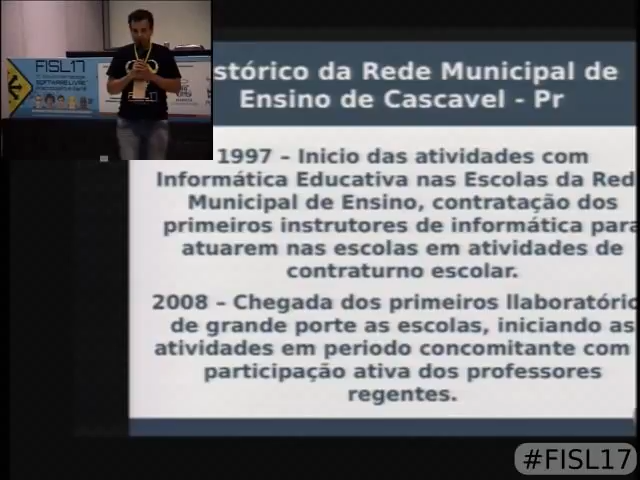 FISL17
SOFTWARE LIVRE
stórico da Rede Municipal de
Ensino de Cascavel - Pr
1997 – Inicio das atividades com
Informática Educativa nas Escolas da Red
Municipal de Ensino, contratação dos
primeiros instrutores de informática para
atuarem nas escolas em atividades de
contraturno escolar.
2008 – Chegada dos primeiros llaboratório
de grande porte as escolas, iniciando as
atividades em periodo concomitante com
participação ativa dos professores
regentes.
#FISL17